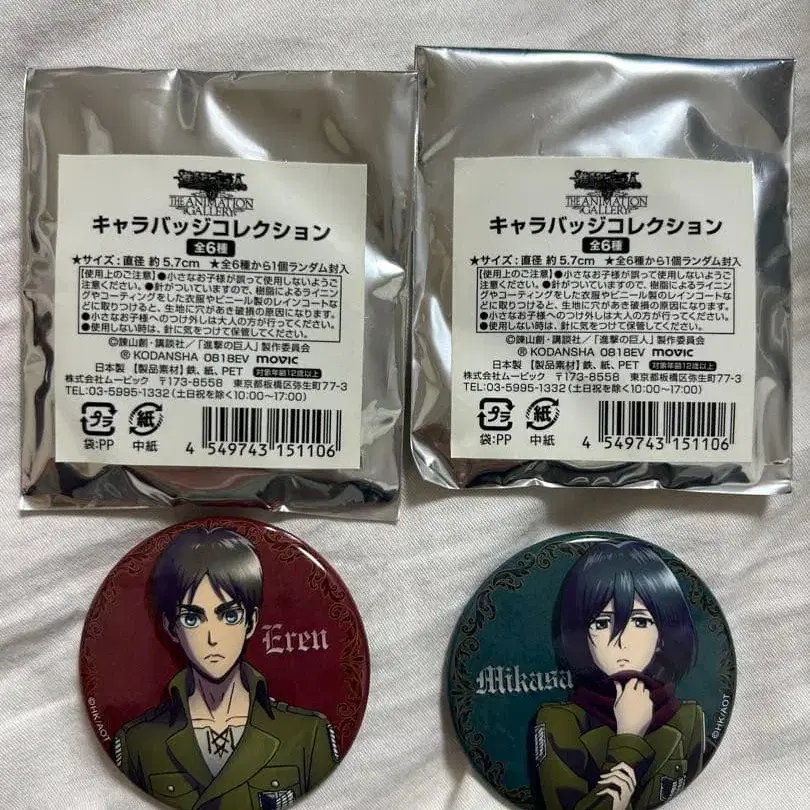 進撃の巨人
THE ANIMATION
GALLERY
キャラバッジコレクション
全6種
★サイズ:直径 約5.7cm ★全6種から1個ランダム封入
【使用上のご注意】●小さなお子様が誤って使用しないようご
注意ください。●針がついていますので、樹脂によるライニン
グやコーティングをした衣服やビニール製のレインコートな
どに取りつけると、生地に穴があき破損の原因になります。
●小さなお子様へのつけ外しは大人の方が行ってください。
●使用しない時は、針に気をつけて保管してください。
©諫山創・講談社/「進撃の巨人」製作委員会
® KODANSHA 0818EV movic
日本製 【製品素材】鉄、紙、PET 対象年齢12歳以上
株式会社ムービック 〒173-8558 東京都板橋区弥生町77-3
TEL:03-5995-1332(土日祝を除く10:00~17:00)
プラ 紙
袋:PP 中紙
4 549743 151106
進撃の巨人
THE ANIMATION
GALLERY
キャラバッジコレクション
全6種
★サイズ:直径 約5.7cm ★全6種から1個ランダム封入
【使用上のご注意】●小さなお子様が誤って使用しないようご
注意ください。●針がついていますので、樹脂によるライニン
グやコーティングをした衣服やビニール製のレインコートな
どに取りつけると、生地に穴があき破損の原因になります。
●小さなお子様へのつけ外しは大人の方が行ってください。
●使用しない時は、針に気をつけて保管してください。
©諫山創・講談社/「進撃の巨人」製作委員会
® KODANSHA 0818EV movic
日本製 【製品素材】鉄、紙、PET 対象年齢12歳以上
株式会社ムービック 〒173-8558 東京都板橋区弥生町77-3
TEL:03-5995-1332(土日祝を除く10:00~17:00)
プラ 紙
袋:PP 中紙
4 549743 151106
Eren
©HK/AOT
Mikasa
©HK/AOT